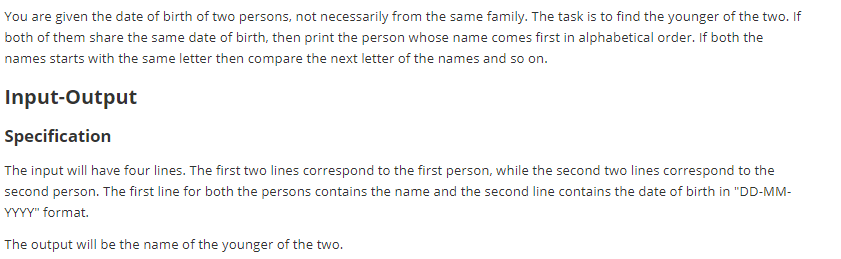 You are given the date of birth of two persons, not necessarily from the same family. The task is to find the younger of the two. If
both of them share the same date of birth, then print the person whose name comes first in alphabetical order. If both the
names starts with the same letter then compare the next letter of the names and so on.
Input-Output
Specification
The input will have four lines. The first two lines correspond to the first person, while the second two lines correspond to the
second person. The first line for both the persons contains the name and the second line contains the date of birth in "DD-MM-
YYYY" format.
The output will be the name of the younger of the two.